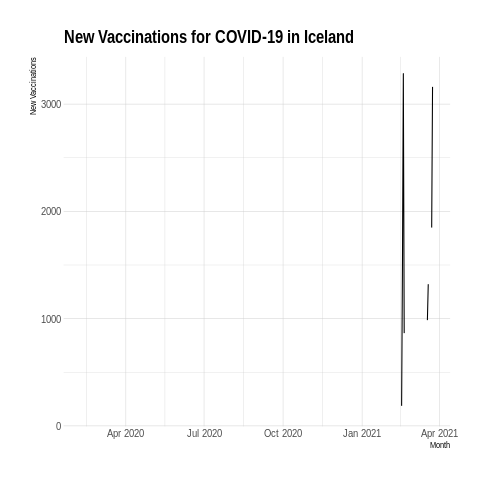 New Vaccinations for COVID-19 in Iceland
New Vaccinations
3000
2000
1000
0
Apr 2020 Jul 2020 Oct 2020 Jan 2021 Apr 2021
Month